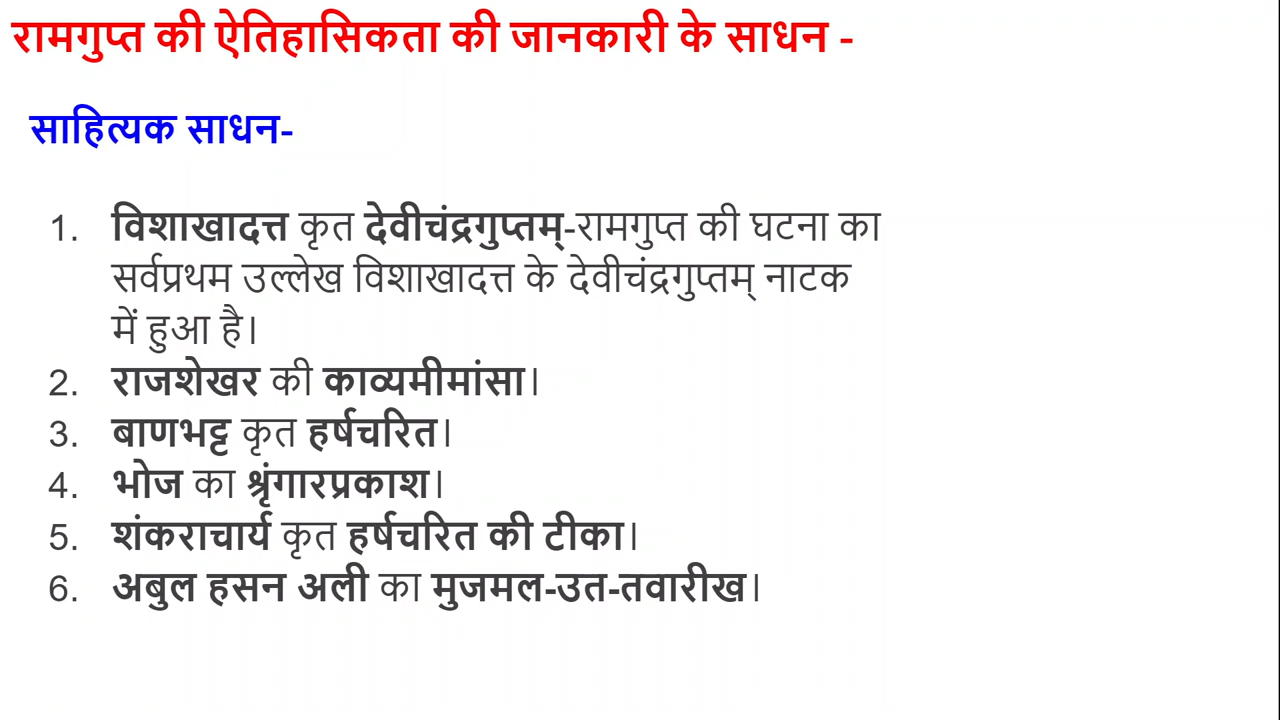 रामगुप्त की ऐतिहासिकता की जानकारी के साधन -
साहित्यक साधन-
1. विशाखादत्त कृत देवीचंद्रगुप्तम्-रामगुप्त की घटना का
सर्वप्रथम उल्लेख विशाखादत्त के देवीचंद्रगुप्तम् नाटक
में हुआ है।
2. राजशेखर की काव्यमीमांसा।
3. बाणभट्ट कृत हर्षचरित।
4. भोज का श्रृंगारप्रकाश।
5. शंकराचार्य कृत हर्षचरित की टीका।
6. अबुल हसन अली का मुजमल-उत-तवारीख।